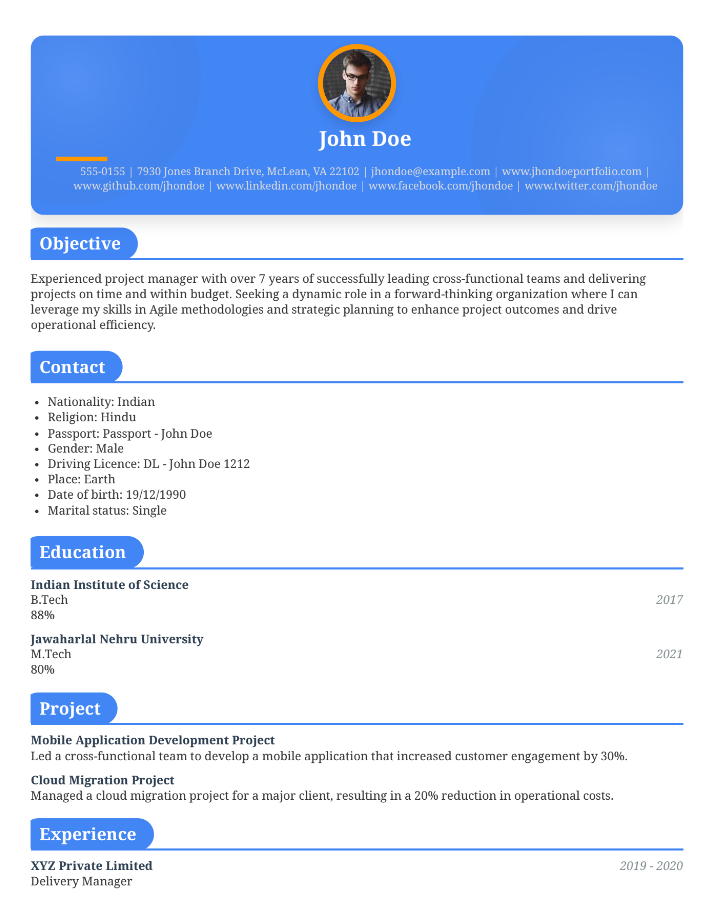 John Doe
555-0155 | 7930 Jones Branch Drive, McLean, VA 22102 | jhondoe@example.com | www.jhondoeportfolio.com |
www.github.com/jhondoe | www.linkedin.com/jhondoe | www.facebook.com/jhondoe | www.twitter.com/jhondoe
Objective
Experienced project manager with over 7 years of successfully leading cross-functional teams and delivering
projects on time and within budget. Seeking a dynamic role in a forward-thinking organization where I can
leverage my skills in Agile methodologies and strategic planning to enhance project outcomes and drive
operational efficiency.
Contact
• Nationality: Indian
• Religion: Hindu
• Passport: Passport - John Doe
• Gender: Male
• Driving Licence: DL - John Doe 1212
• Place: Earth
• Date of birth: 19/12/1990
• Marital status: Single
Education
Indian Institute of Science
B.Tech 2017
88%
Jawaharlal Nehru University
M.Tech 2021
80%
Project
Mobile Application Development Project
Led a cross-functional team to develop a mobile application that increased customer engagement by 30%.
Cloud Migration Project
Managed a cloud migration project for a major client, resulting in a 20% reduction in operational costs.
Experience
XYZ Private Limited 2019 - 2020
Delivery Manager